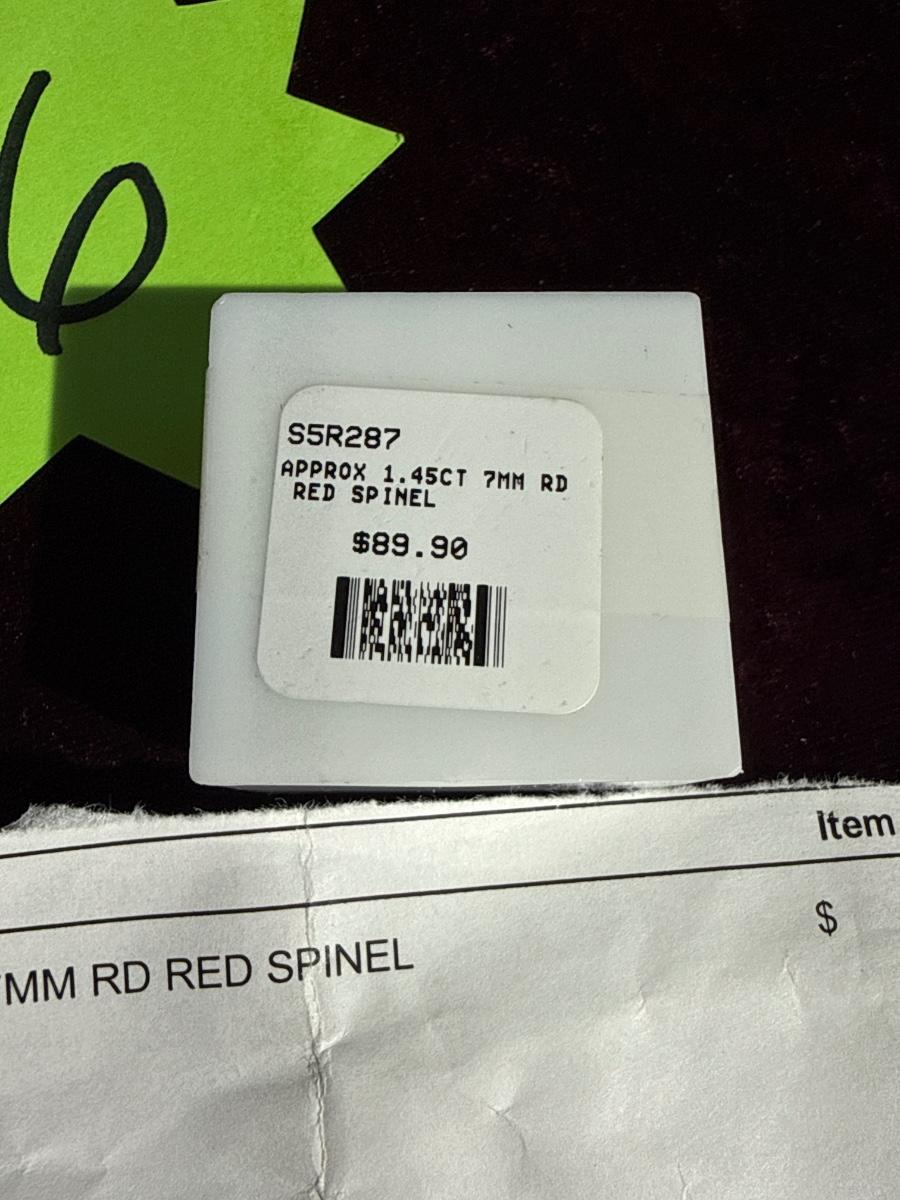 6
S5R287
APPROX 1.45CT 7MM RD
RED SPINEL
$89.90
Item
$
MM RD RED SPINEL